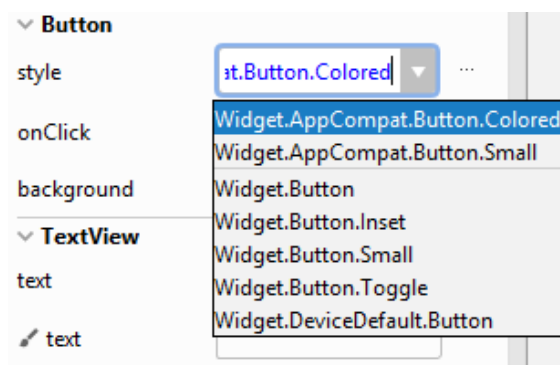 Button
style
at.Button.Colored
...
Widget.AppCompat.Button.Colored
onClick
Widget.AppCompat.Button.Small
background
Widget.Button
Widget.Button.Inset
TextView
Widget.Button.Small
text
Widget.Button.Toggle
Widget.DeviceDefault.Button
text